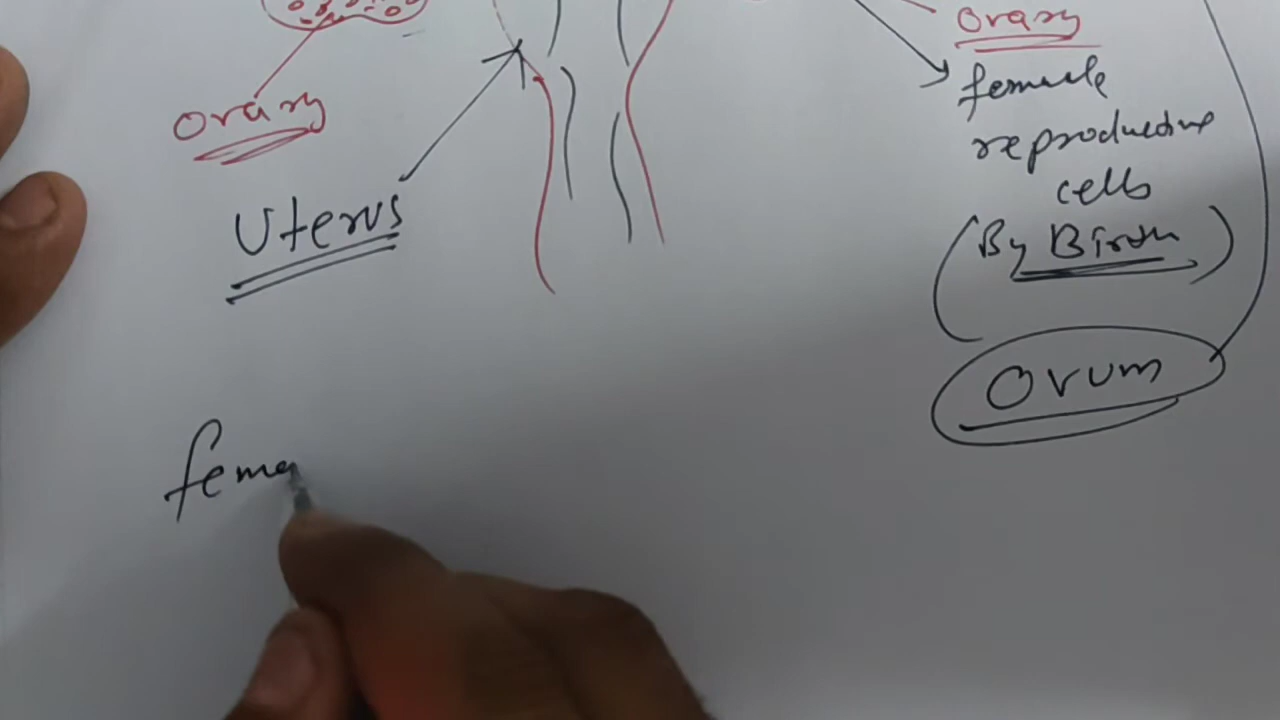 Ovary
Uterus
Ovary
female
reproductive
cells
(By Birth)
Ovum
fema